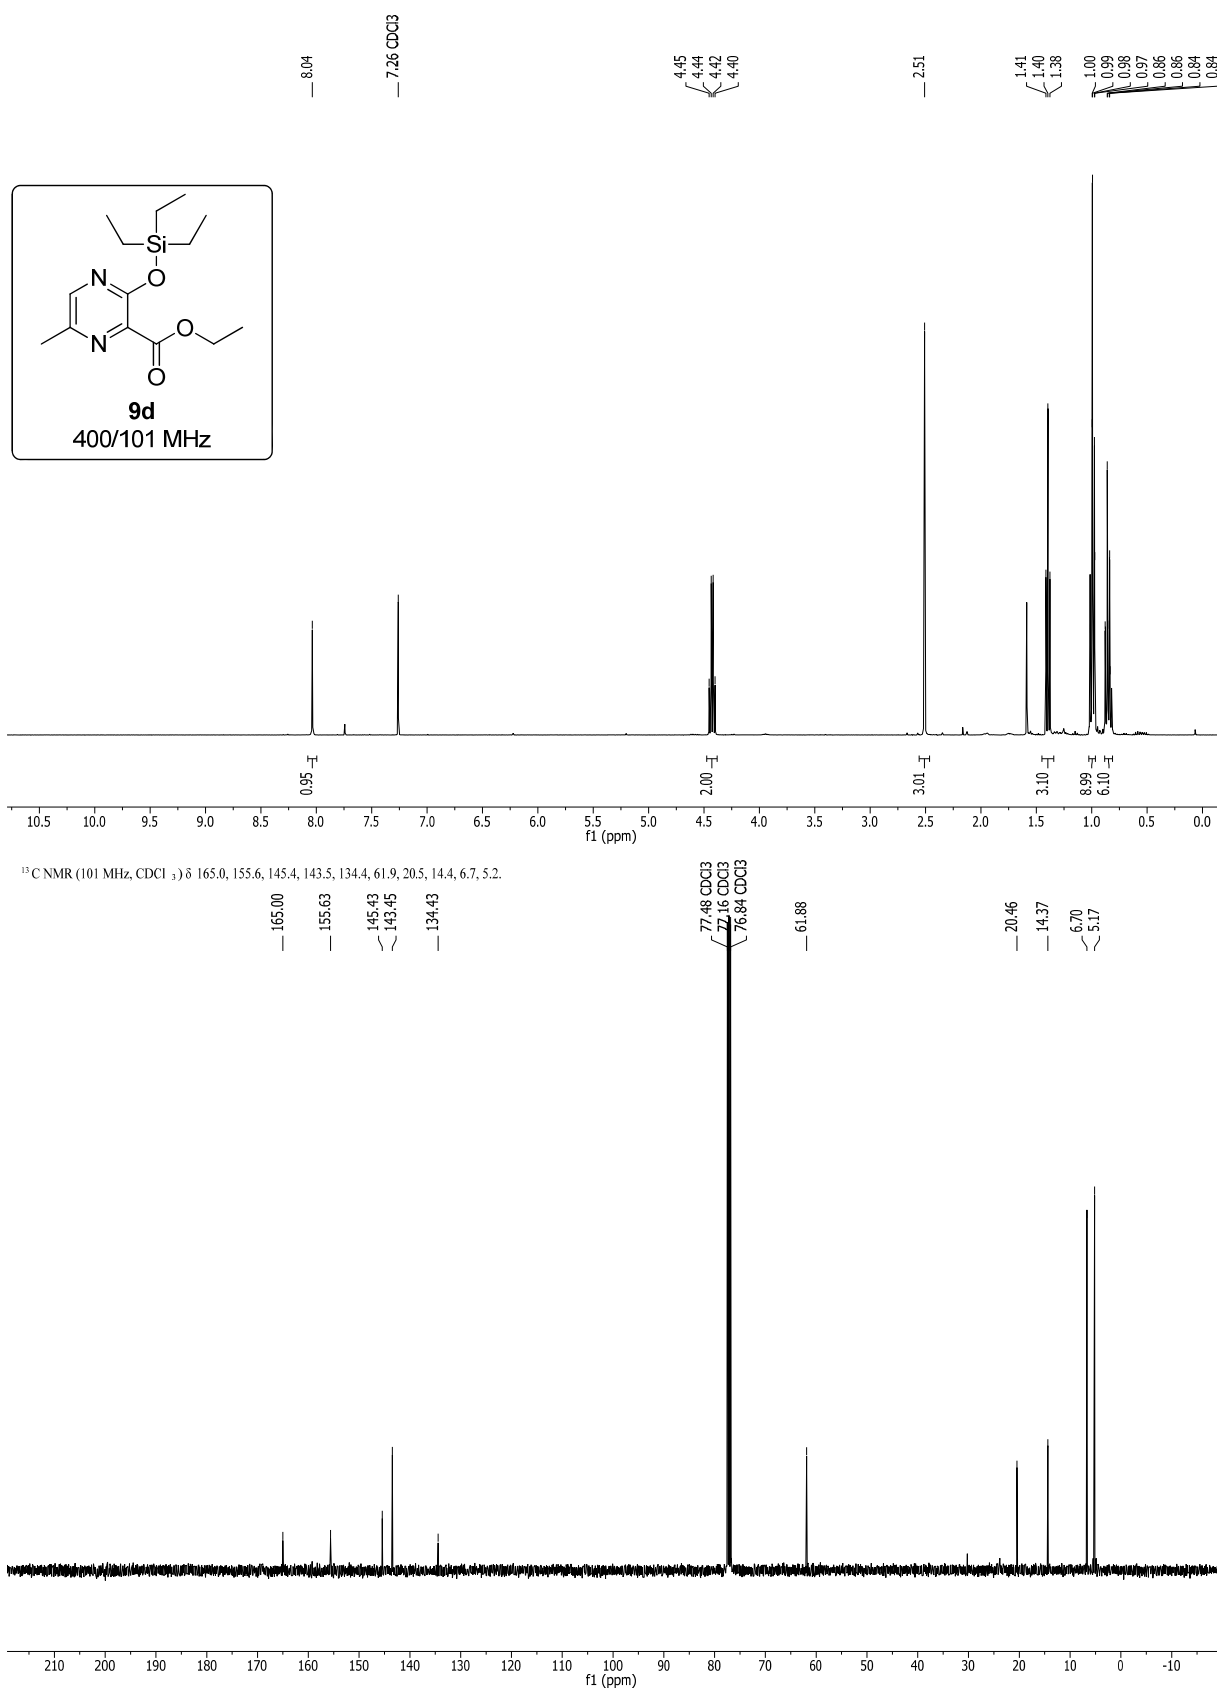 8.04
7.26 CDCl3
4.45
4.44
4.42
4.40
2.51
1.41
1.40
1.38
1.00
0.99
0.98
0.97
0.86
0.86
0.84
0.84
Si
N
O
O
N
O
9d
400/101 MHz
0.95
2.00
3.01
3.10
8.99
6.10
10.5 10.0 9.5 9.0 8.5 8.0 7.5 7.0 6.5 6.0 5.5 5.0 4.5 4.0 3.5 3.0 2.5 2.0 1.5 1.0 0.5 0.0
f1 (ppm)
¹³ C NMR (101 MHz, CDCl ₃ ) δ 165.0, 155.6, 145.4, 143.5, 134.4, 61.9, 20.5, 14.4, 6.7, 5.2.
165.00
155.63
145.43
143.45
134.43
77.48 CDCl3
77.16 CDCl3
76.84 CDCl3
61.88
20.46
14.37
6.70
5.17
210 200 190 180 170 160 150 140 130 120 110 100 90 80 70 60 50 40 30 20 10 0 -10
f1 (ppm)